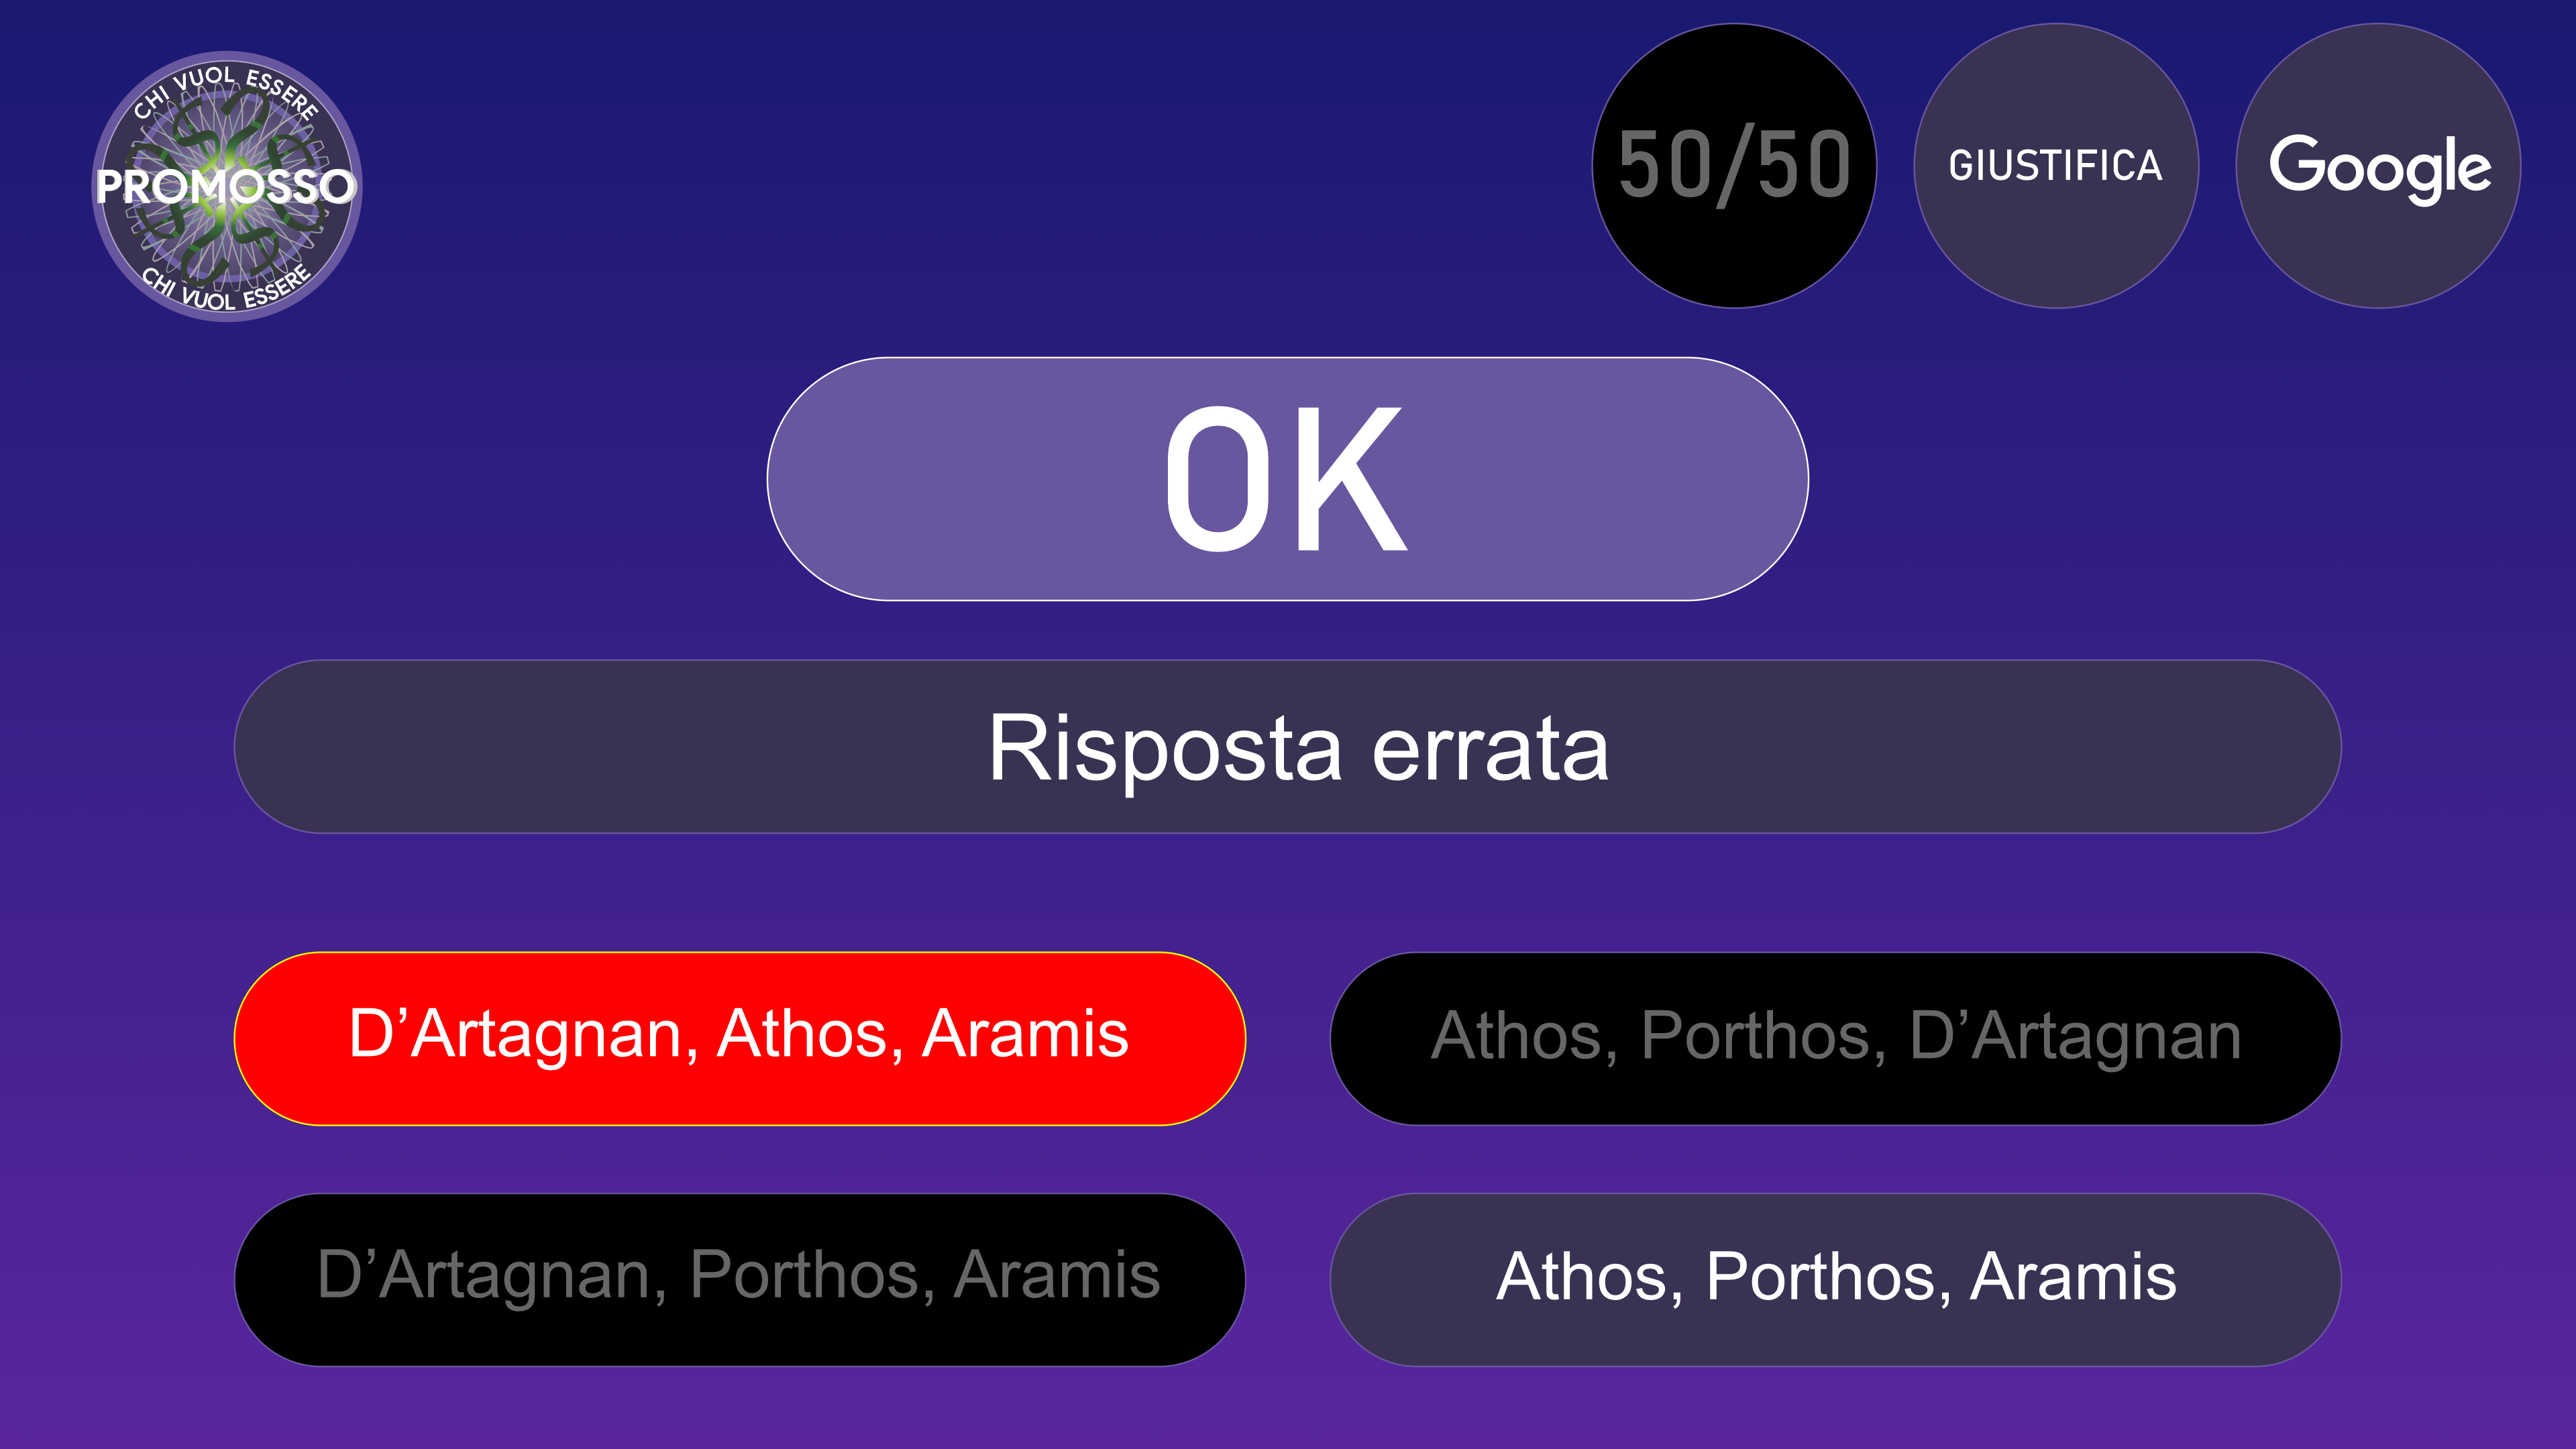 CHI VUOL ESSERE
PROMOSSO
CHI VUOL ESSERE
50/50
GIUSTIFICA
Google
OK
Risposta errata
D’Artagnan, Athos, Aramis
Athos, Porthos, D’Artagnan
D’Artagnan, Porthos, Aramis
Athos, Porthos, Aramis